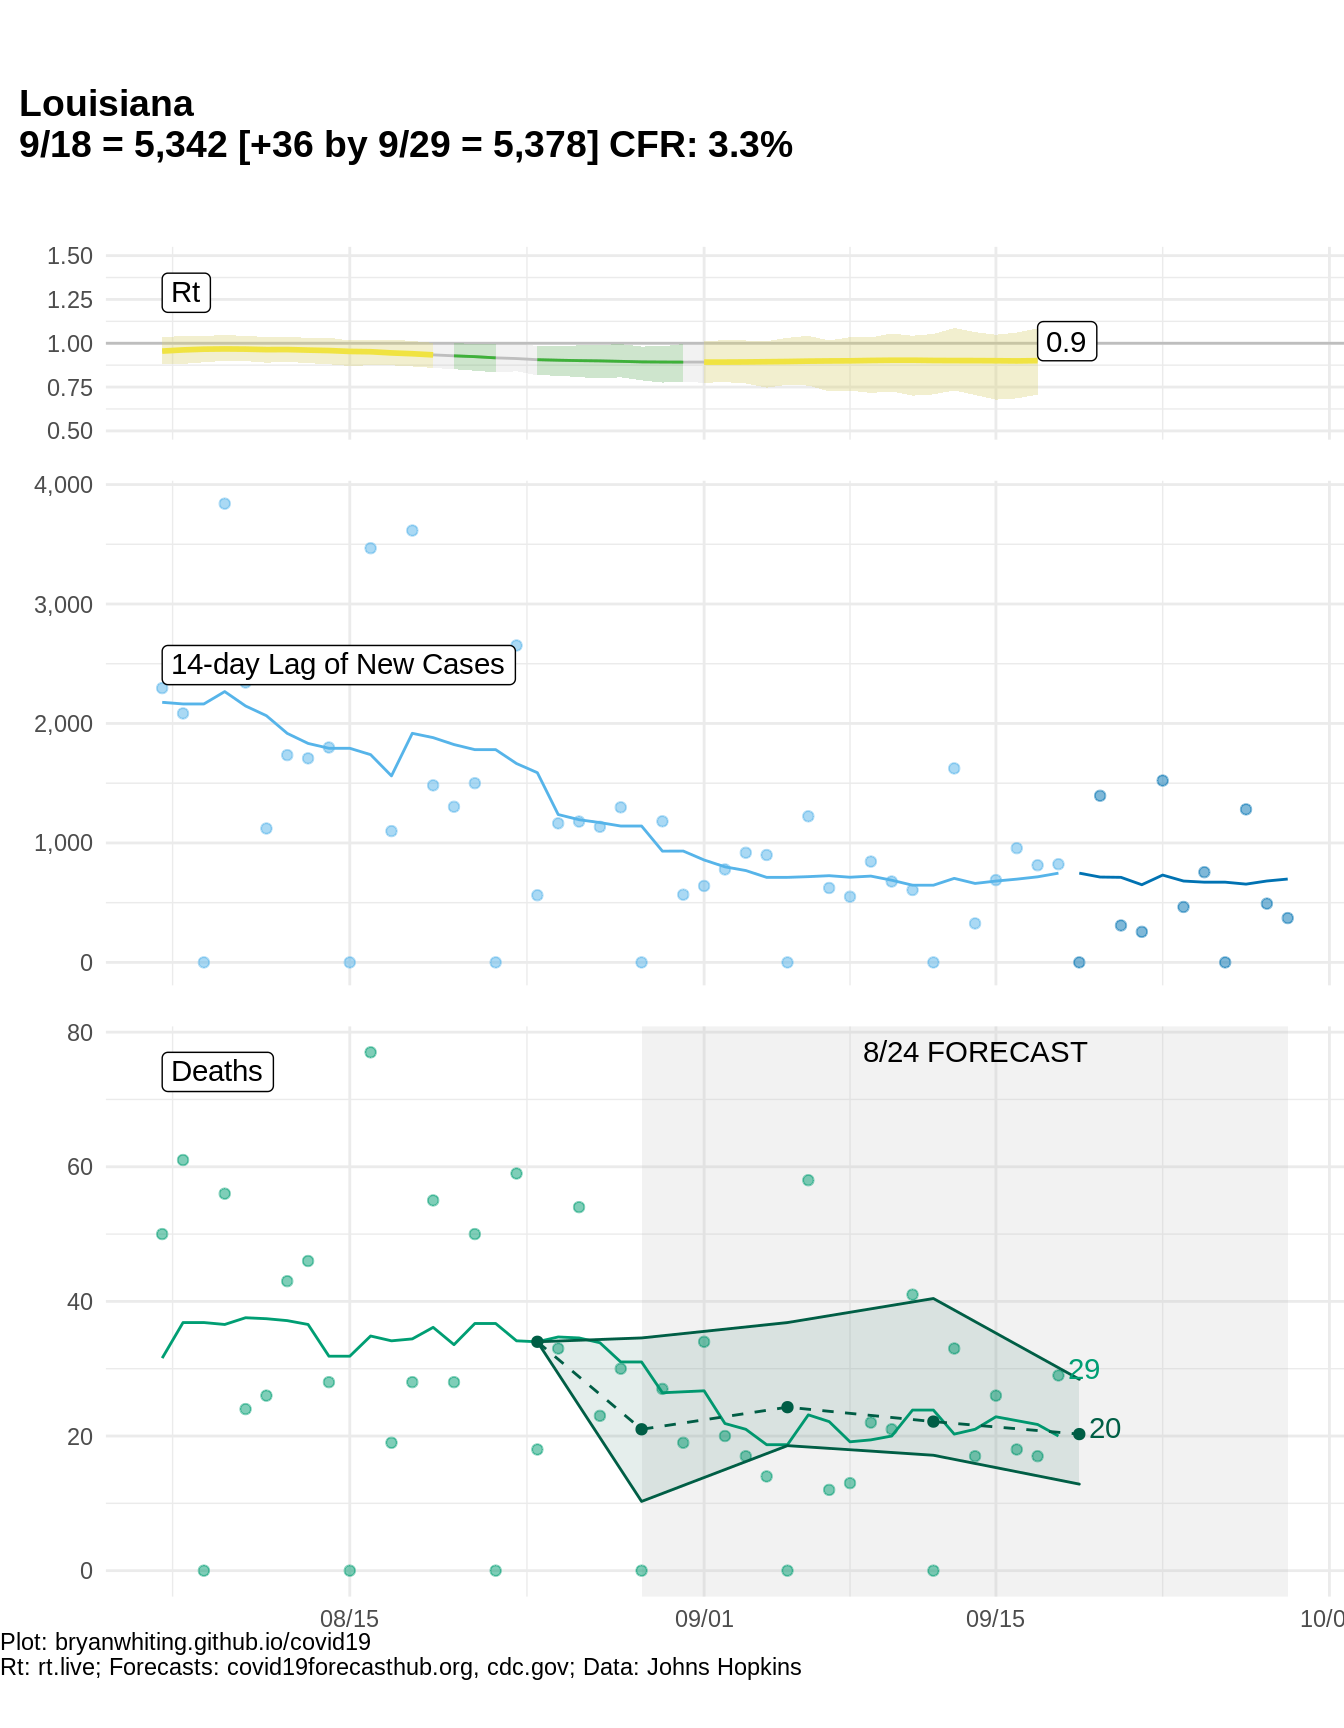 Louisiana
9/18 = 5,342 [+36 by 9/29 = 5,378] CFR: 3.3%
1.50
Rt
1.25
1.00
0.9
0.75
0.50
4,000
3,000
14-day Lag of New Cases
2,000
1,000
0
80
8/24 FORECAST
Deaths
60
40
29
20
20
0
08/15
09/01
09/15
10/0
Plot: bryanwhiting.github.io/covid19
Rt: rt.live; Forecasts: covid19forecasthub.org, cdc.gov; Data: Johns Hopkins